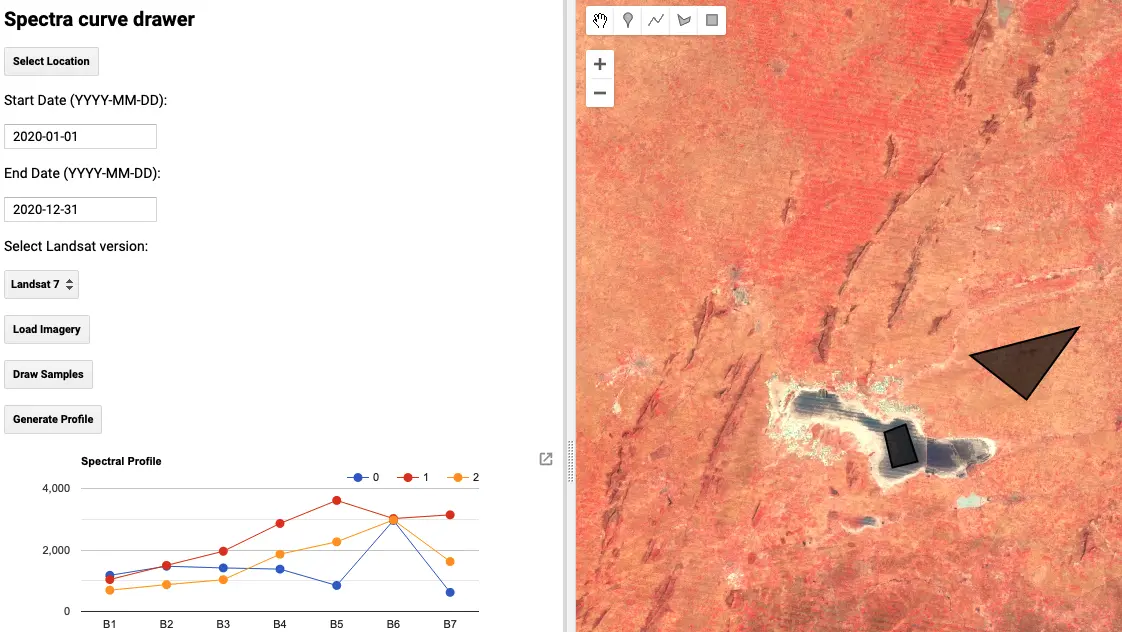 Spectra curve drawer
Select Location
Start Date (YYYY-MM-DD):
2020-01-01
End Date (YYYY-MM-DD):
2020-12-31
Select Landsat version:
Landsat 7
Load Imagery
Draw Samples
Generate Profile
Spectral Profile
0 1 2
4,000
2,000
0
B1 B2 B3 B4 B5 B6 B7